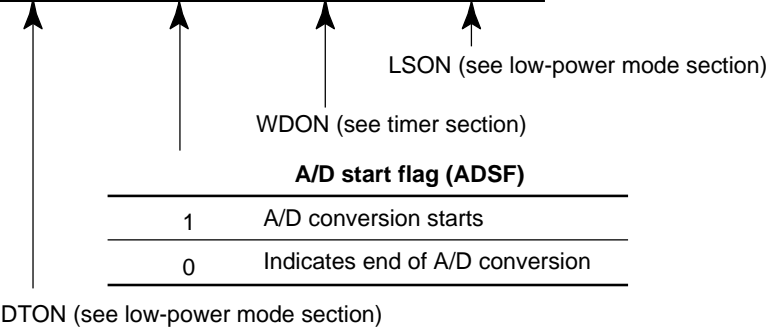 LSON (see low-power mode section)
WDON (see timer section)
A/D start flag (ADSF)
1 A/D conversion starts
0 Indicates end of A/D conversion
DTON (see low-power mode section)